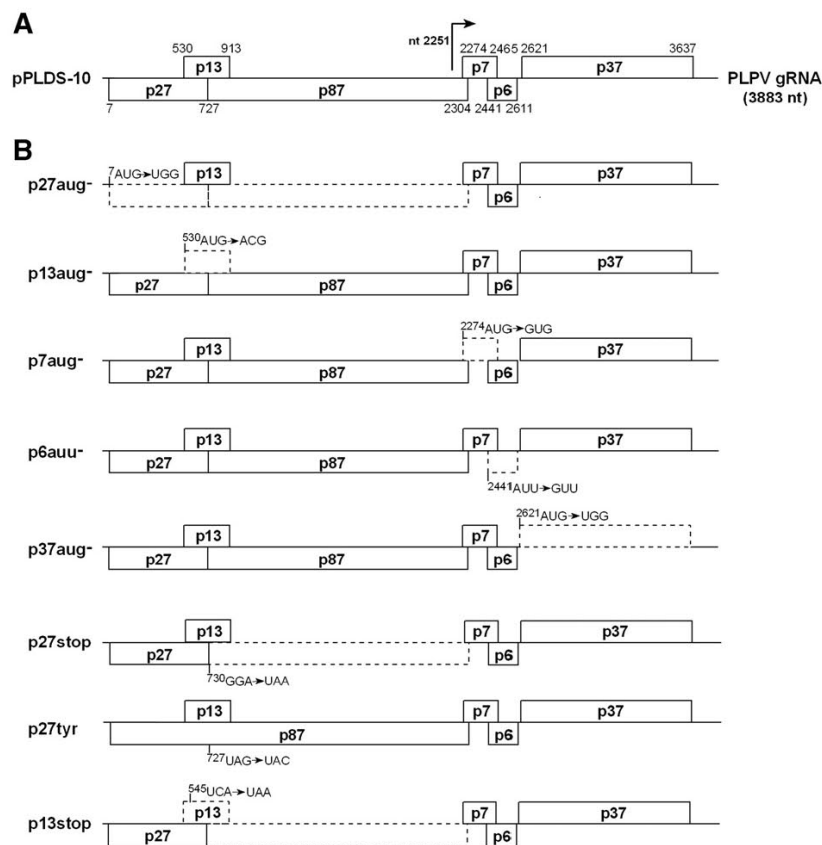 A
nt 2251
530 913 2274 2465 2621 3637
p13 p7 p37
pPLDS-10 PLPV gRNA
(3883 nt)
p27 p87 p6
7 727 2304 2441 2611
B
7AUG→UGG p13 p7 p37
p27aug-
p6
530AUG→ACG
p7 p37
p13aug-
p27 p87 p6
2274AUG→GUG
p13 p37
p7aug-
p27 p87 p6
p13 p7 p37
p6auu-
p27 p87
2441AUU→GUU
2621AUG→UGG
p13 p7
p37aug-
p27 p87 p6
p13 p7 p37
p27stop
p27 p6
730GGA→UAA
p13 p7 p37
p27tyr
p87 p6
727UAG→UAC
545UCA→UAA
p13 p7 p37
p13stop
p27 p6